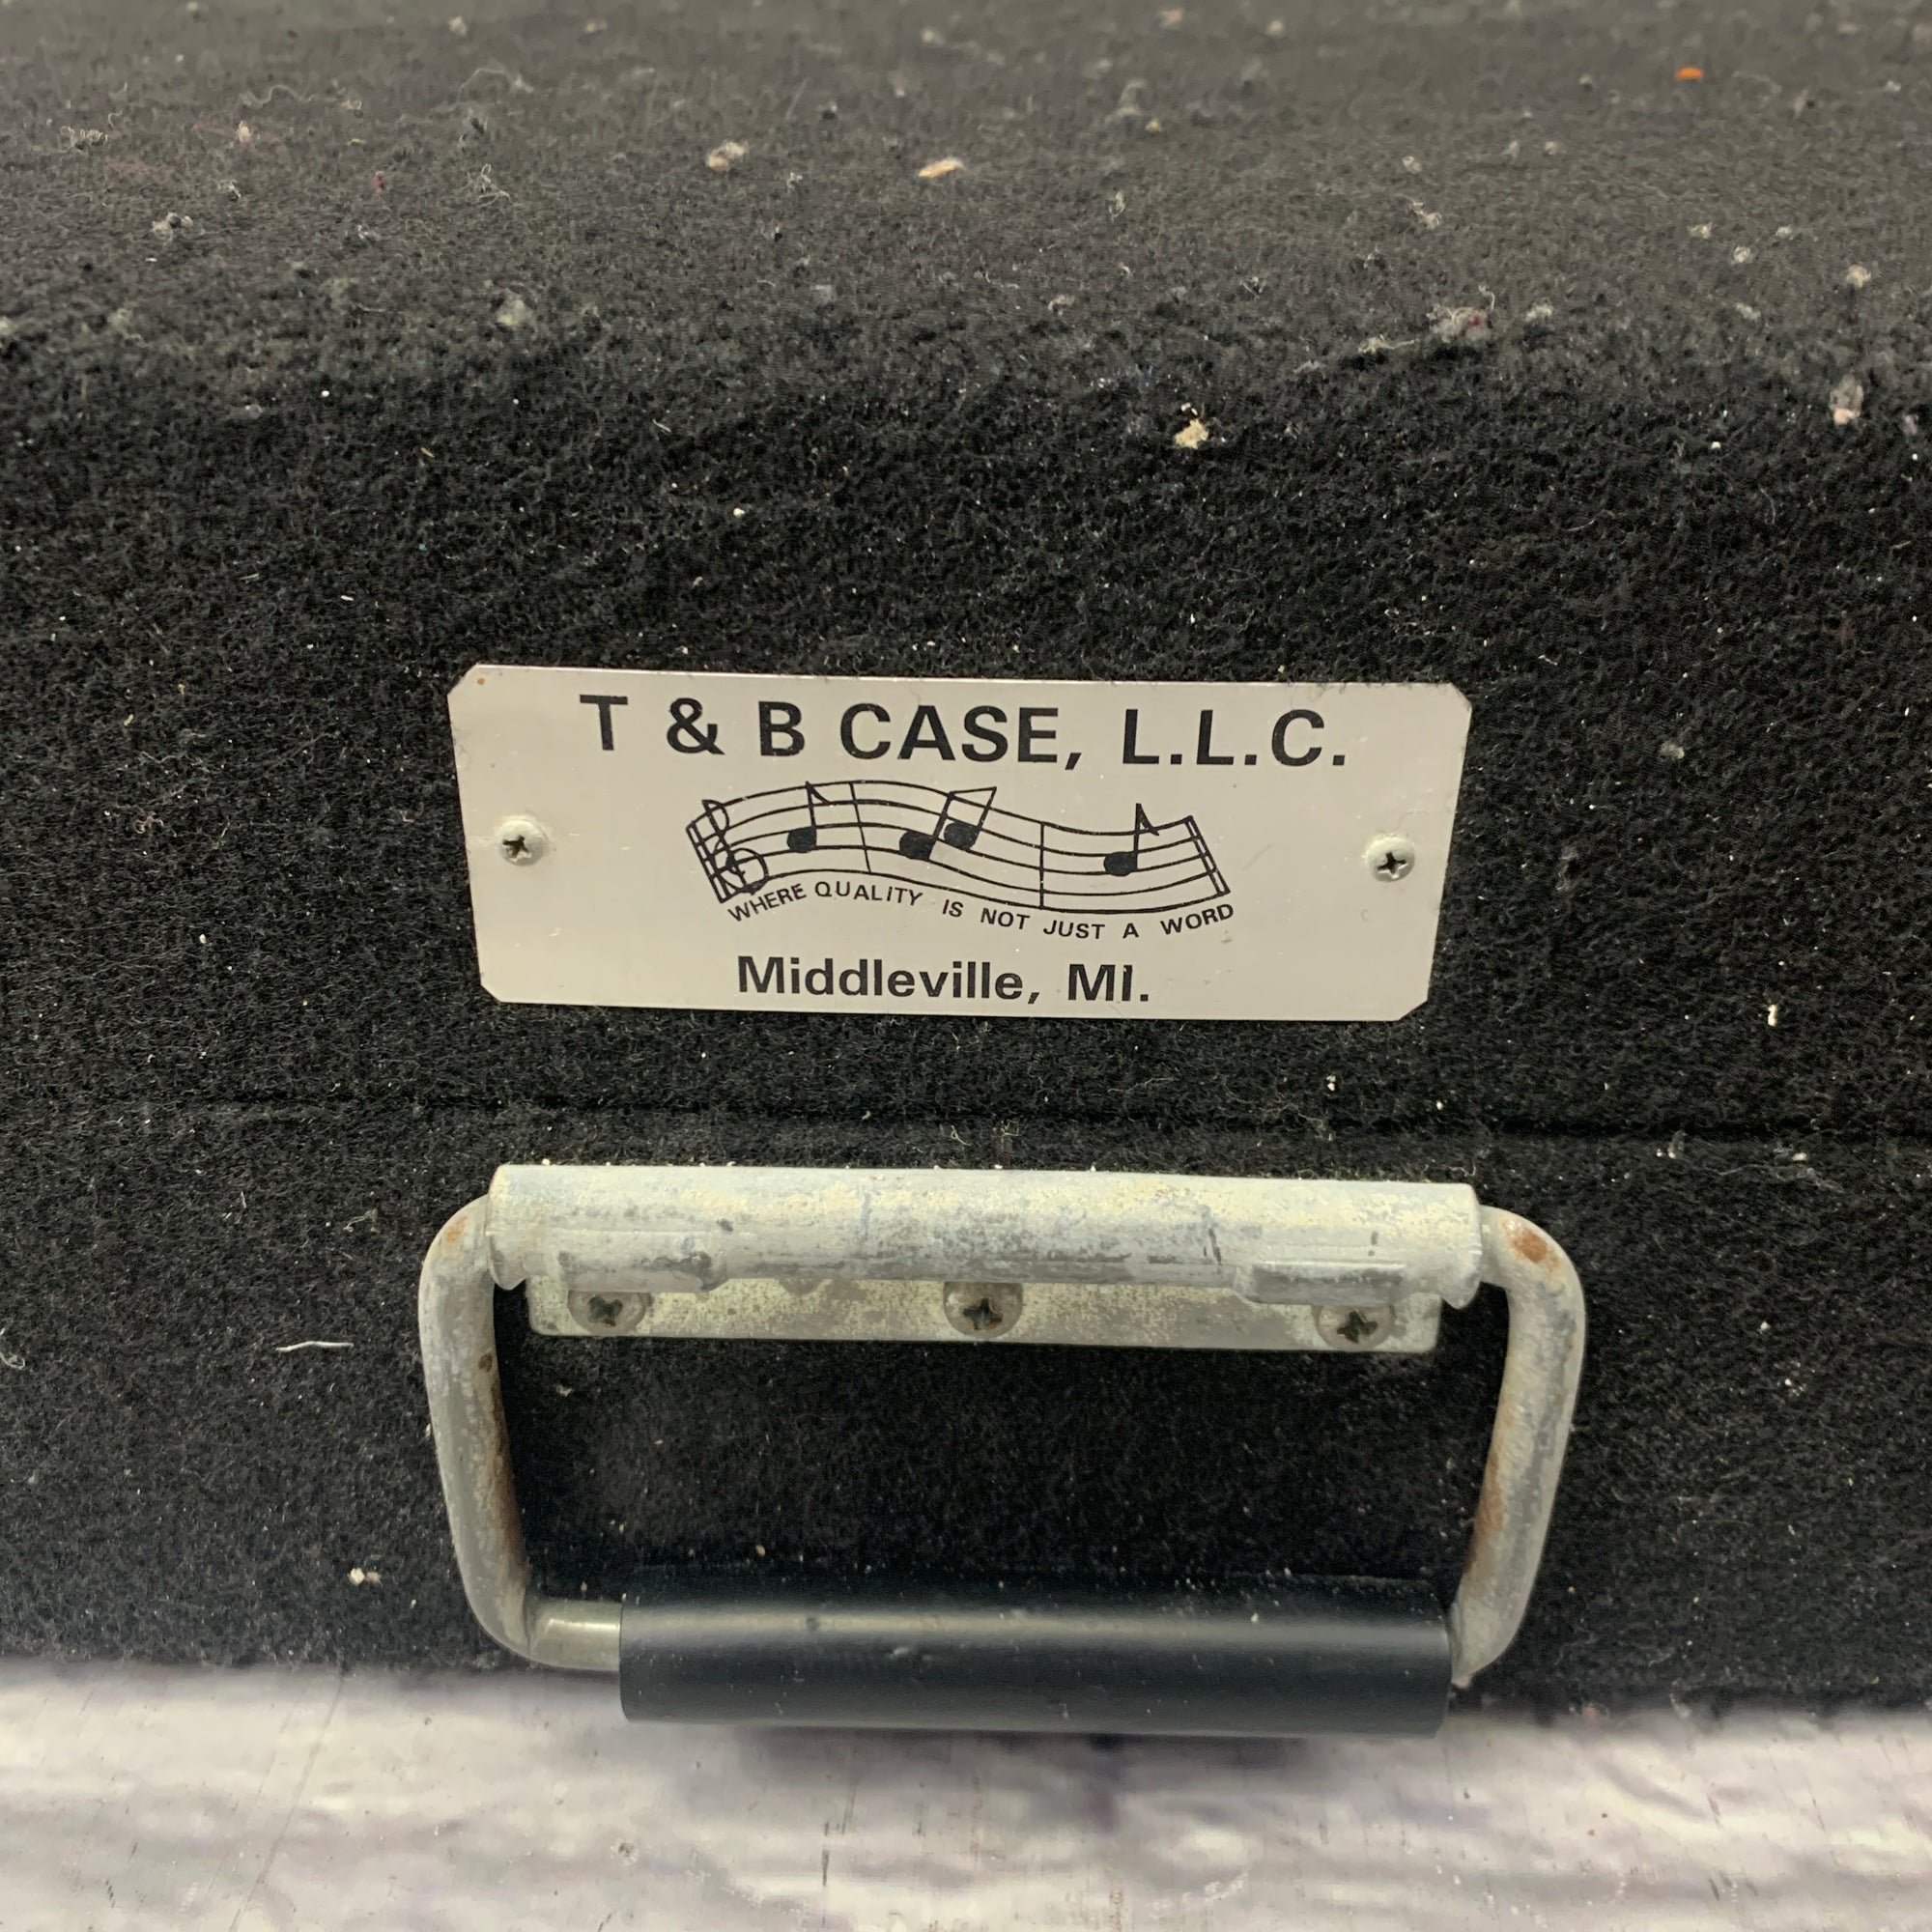 T & B CASE, L.L.C.
WHERE QUALITY IS NOT JUST A WORD
Middleville, MI.